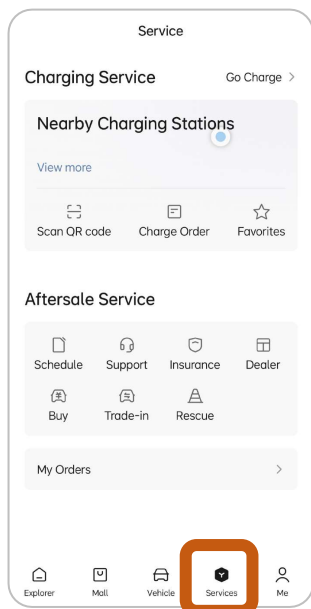 Service
Charging Service Go Charge >
Nearby Charging Stations
View more
Scan QR code Charge Order Favorites
Aftersale Service
Schedule Support Insurance Dealer
Buy Trade-in Rescue
My Orders >
Explorer Mall Vehicle Services Me